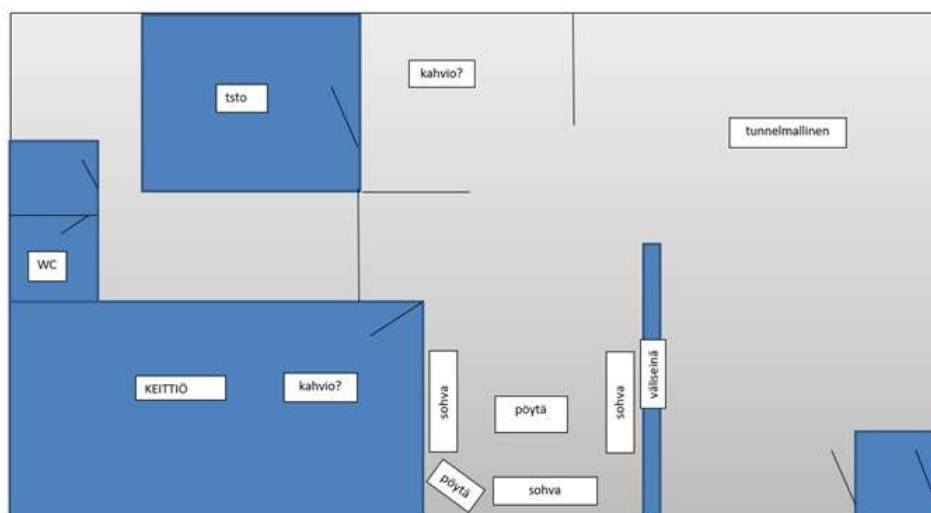 kahvio?
tsto
tunnelmallinen
WC
KEITTIÖ
kahvio?
sohva
pöytä
sohva
väliseinä
pöytä
sohva